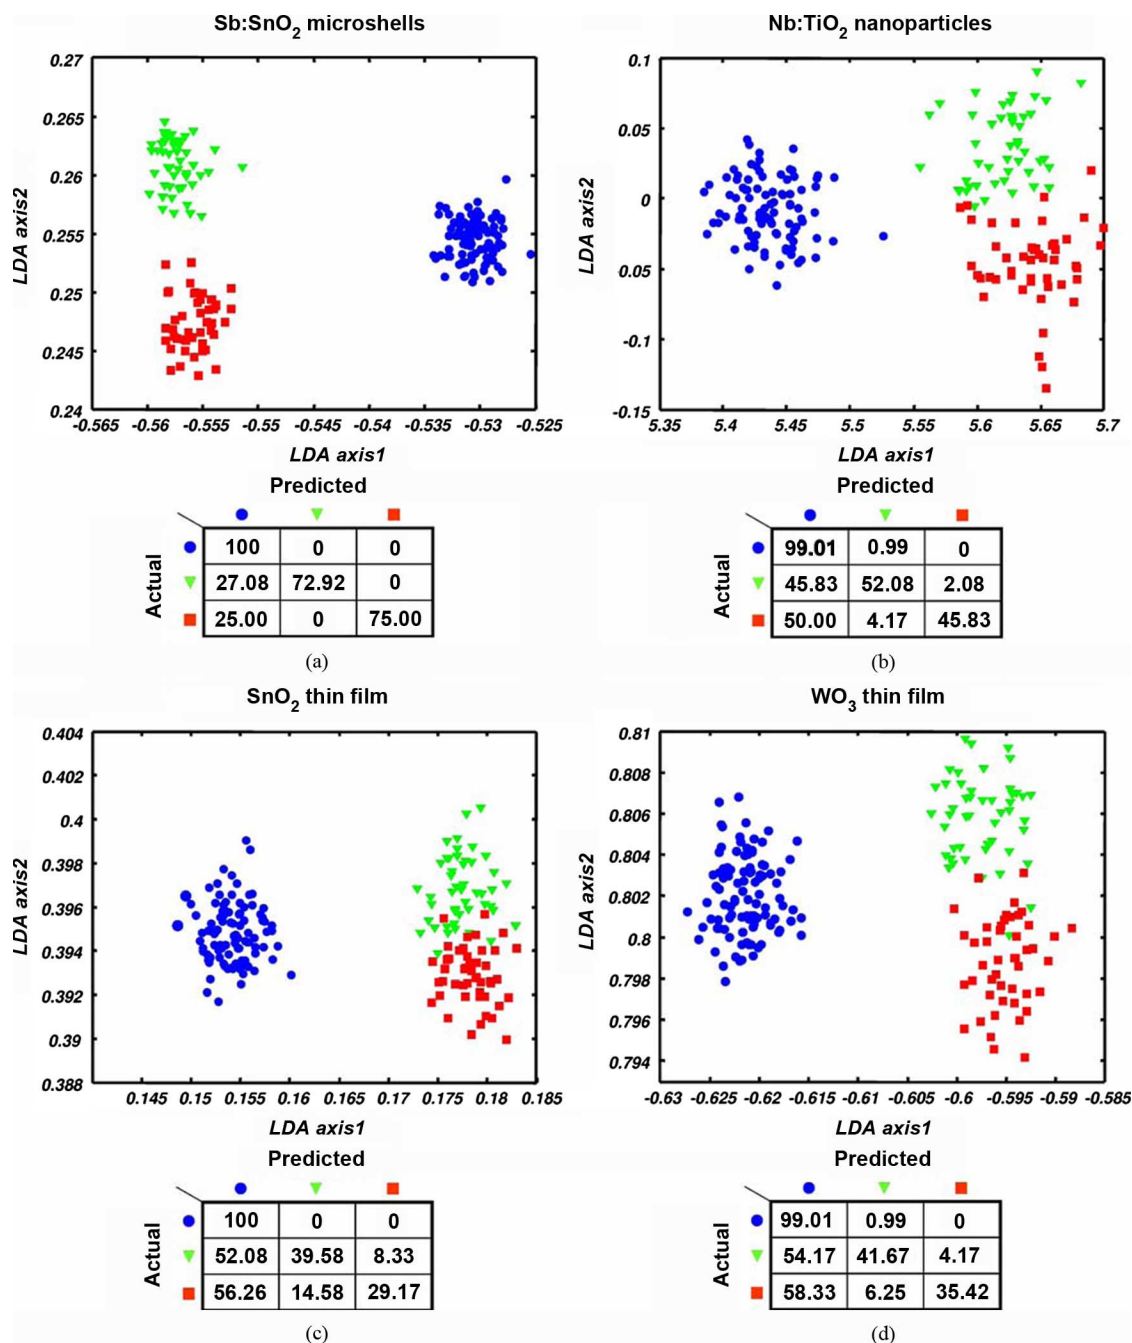 Sb:SnO2 microshells
0.27
0.265
0.26
0.255
0.25
0.245
0.24
LDA axis2
-0.565 -0.56 -0.555 -0.55 -0.545 -0.54 -0.535 -0.53 -0.525
LDA axis1
Predicted
Actual
100 0 0
27.08 72.92 0
25.00 0 75.00
(a)
Nb:TiO2 nanoparticles
0.1
0.05
0
0.05
-0.1
-0.15
LDA axis2
5.35 5.4 5.45 5.5 5.55 5.6 5.65 5.7
LDA axis1
Predicted
Actual
99.01 0.99 0
45.83 52.08 2.08
50.00 4.17 45.83
(b)
SnO2 thin film
0.404
0.402
0.4
0.398
0.396
0.394
0.392
0.39
0.388
LDA axis2
0.145 0.15 0.155 0.16 0.165 0.17 0.175 0.18 0.185
LDA axis1
Predicted
Actual
100 0 0
52.08 39.58 8.33
56.26 14.58 29.17
(c)
WO3 thin film
0.81
0.808
0.806
0.804
0.802
0.8
0.798
0.796
0.794
LDA axis2
-0.63 -0.625 -0.62 -0.615 -0.61 -0.605 -0.6 -0.595 -0.59 -0.585
LDA axis1
Predicted
Actual
99.01 0.99 0
54.17 41.67 4.17
58.33 6.25 35.42
(d)